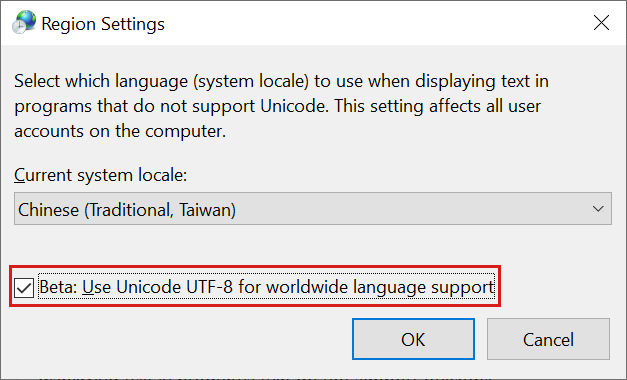 Region Settings
Select which language (system locale) to use when displaying text in
programs that do not support Unicode. This setting affects all user
accounts on the computer.
Current system locale:
Chinese (Traditional, Taiwan)
Beta: Use Unicode UTF-8 for worldwide language support
OK
Cancel